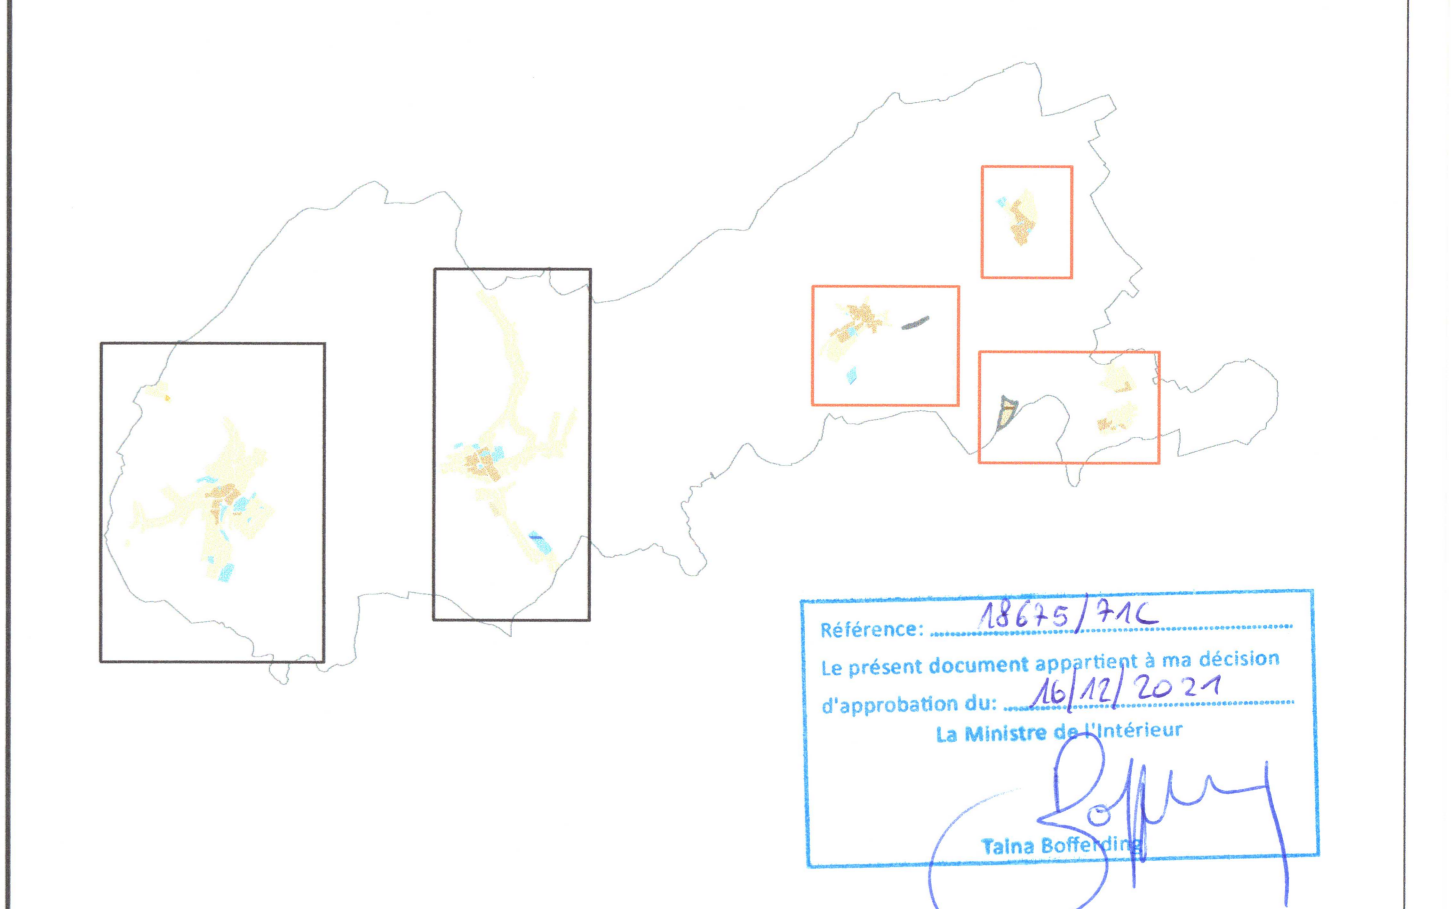 Référence: 18675/71C
Le présent document appartient à ma décision
d'approbation du: 16/12/2021
La Ministre de l'Intérieur
Taina Bofferding